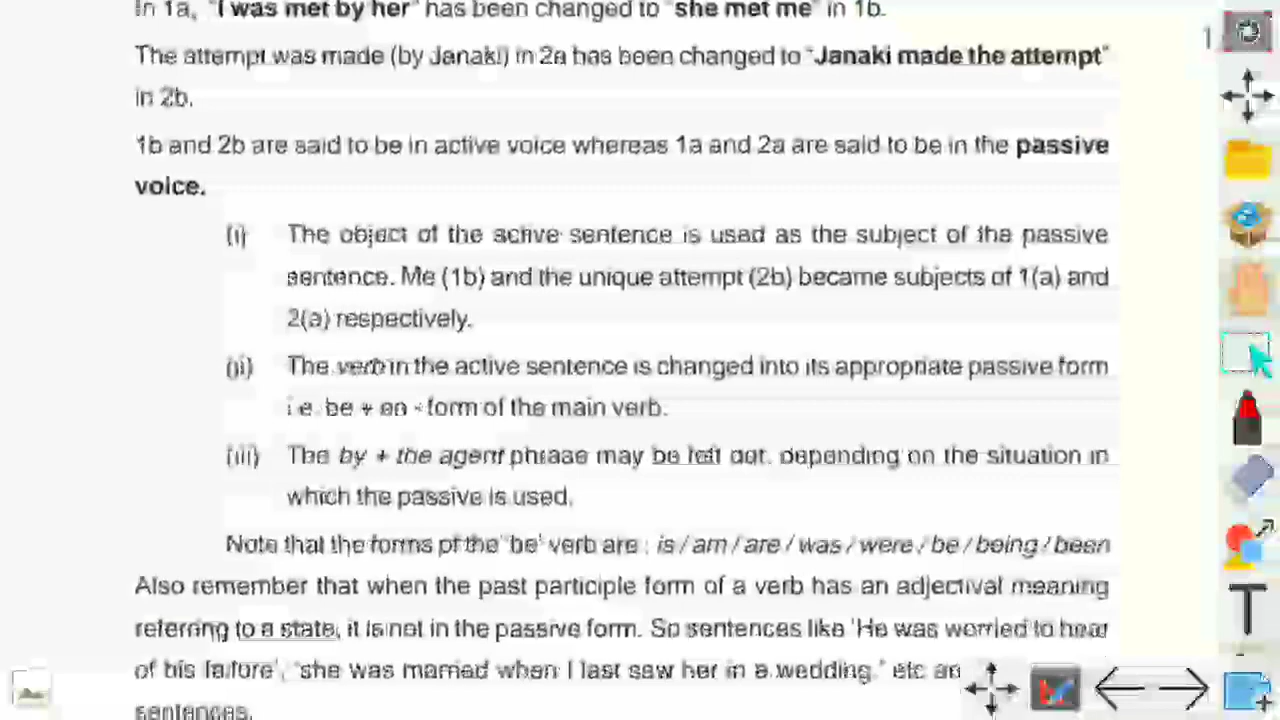 In 1a, "I was met by her" has been changed to "she met me" in 1b.
The attempt was made (by Janaki) in 2a has been changed to "Janaki made the attempt"
in 2b.
1b and 2b are said to be in active voice whereas 1a and 2a are said to be in the passive
voice.
(i) The object of the active sentence is used as the subject of the passive
sentence. Me (1b) and the unique attempt (2b) became subjects of 1(a) and
2(a) respectively.
(ii) The verb in the active sentence is changed into its appropriate passive form
i.e. be + en - form of the main verb.
(iii) The by + the agent phrase may be left out, depending on the situation in
which the passive is used.
Note that the forms of the 'be' verb are : is / am / are / was / were / be / being / been
Also remember that when the past participle form of a verb has an adjectival meaning
referring to a state, it is not in the passive form. So sentences like 'He was worried to hear
of his failure', "she was married when I last saw her in a wedding." etc
sentences.